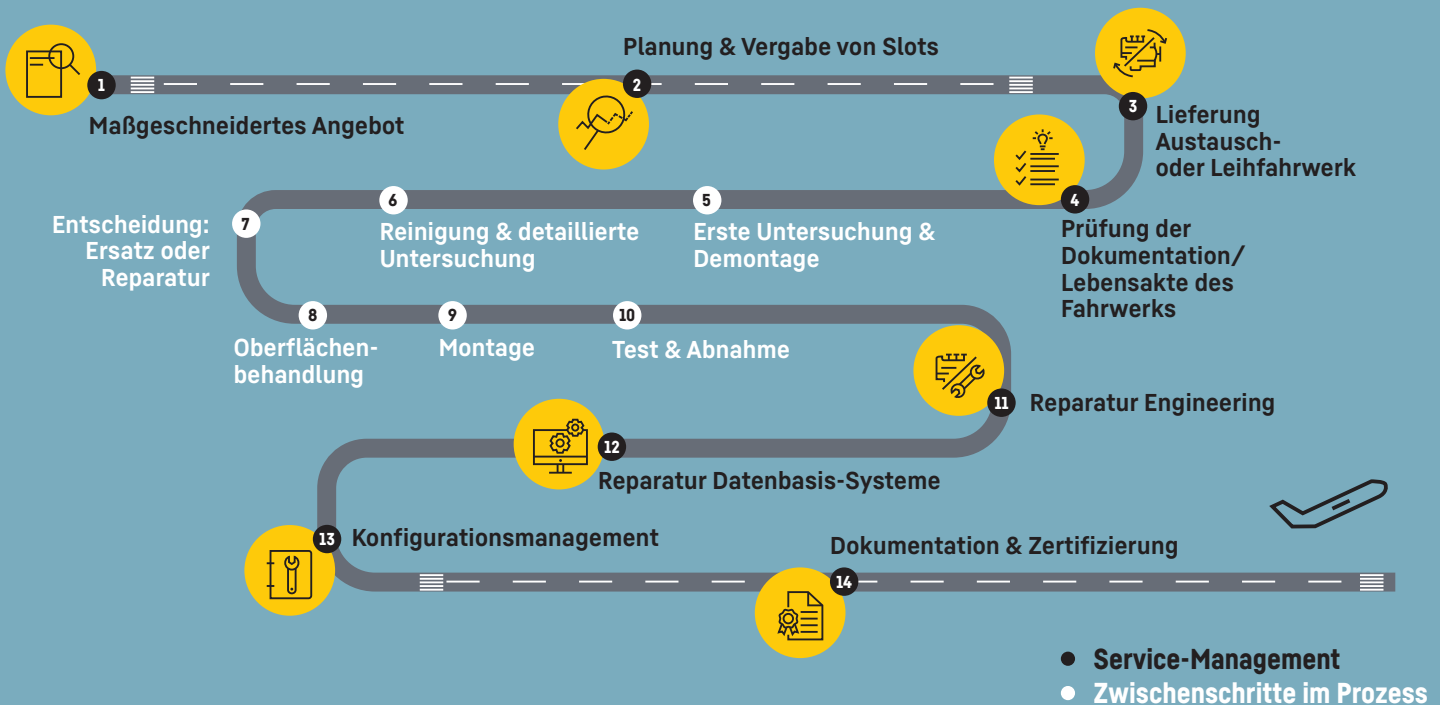 1
Maßgeschneidertes Angebot
2
Planung & Vergabe von Slots
3
Lieferung
Austausch-
oder Leihfahrwerk
4
Prüfung der
Dokumentation/
Lebensakte des
Fahrwerks
5
Erste Untersuchung &
Demontage
6
Reinigung & detaillierte
Untersuchung
7
Entscheidung:
Ersatz oder
Reparatur
8
Oberflächen-
behandlung
9
Montage
10
Test & Abnahme
11
Reparatur Engineering
12
Reparatur Datenbasis-Systeme
13
Konfigurationsmanagement
14
Dokumentation & Zertifizierung
Service-Management
Zwischenschritte im Prozess